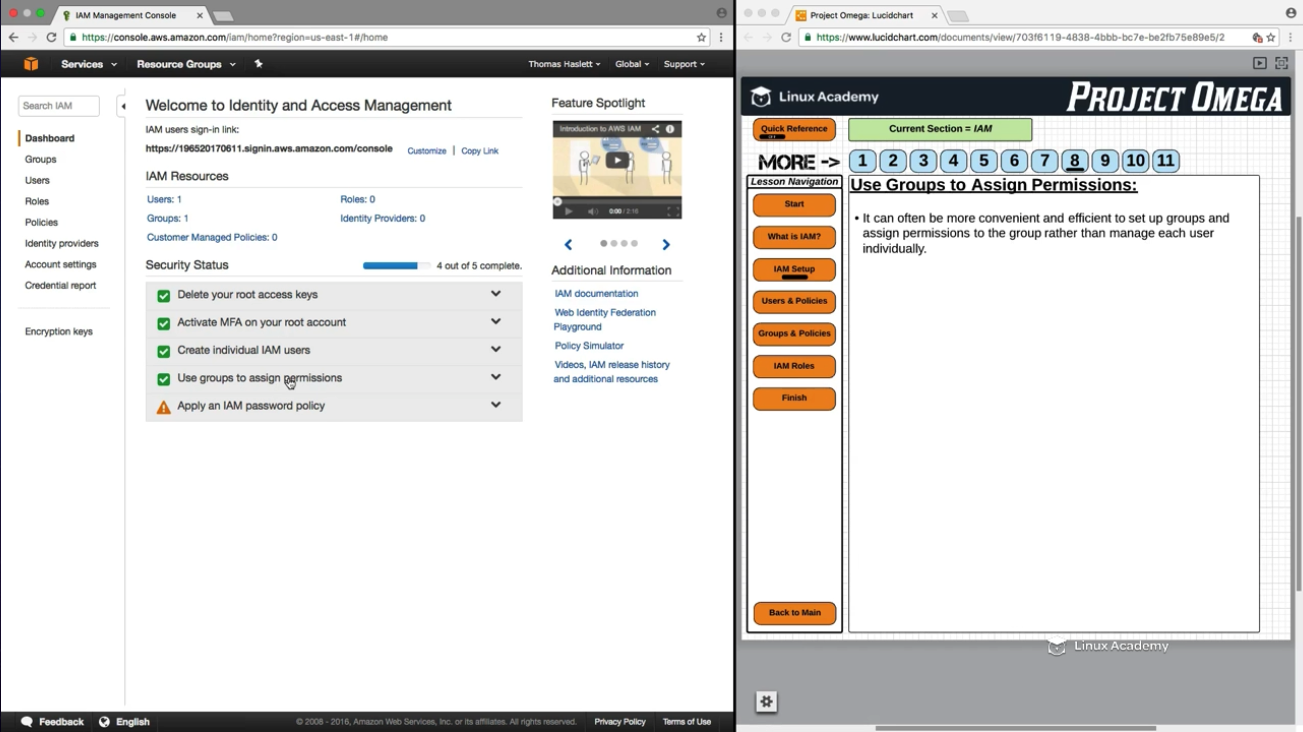 IAM Management Console
https://console.aws.amazon.com/iam/home?region=us-east-1#/home
Services
Resource Groups
Thomas Haslett
Global
Support
Search IAM
Dashboard
Groups
Users
Roles
Policies
Identity providers
Account settings
Credential report
Encryption keys
Welcome to Identity and Access Management
IAM users sign-in link:
https://196520170611.signin.aws.amazon.com/console
Customize | Copy Link
IAM Resources
Users: 1
Roles: 0
Groups: 1
Identity Providers: 0
Customer Managed Policies: 0
Security Status
4 out of 5 complete.
Delete your root access keys
Activate MFA on your root account
Create individual IAM users
Use groups to assign permissions
Apply an IAM password policy
Feature Spotlight
Introduction to AWS IAM
0:00 / 2:16
Additional Information
IAM documentation
Web Identity Federation
Playground
Policy Simulator
Videos, IAM release history
and additional resources
Feedback
English
© 2008 - 2016, Amazon Web Services, Inc. or its affiliates. All rights reserved.
Privacy Policy
Terms of Use
Project Omega: Lucidchart
https://www.lucidchart.com/documents/view/703f6119-4838-4bbb-bc7e-be2fb75e89e5/2
Linux Academy
PROJECT OMEGA
Quick Reference
Current Section = IAM
MORE -> 1 2 3 4 5 6 7 8 9 10 11
Lesson Navigation
Start
What is IAM?
IAM Setup
Users & Policies
Groups & Policies
IAM Roles
Finish
Back to Main
Use Groups to Assign Permissions:
• It can often be more convenient and efficient to set up groups and
assign permissions to the group rather than manage each user
individually.
Linux Academy